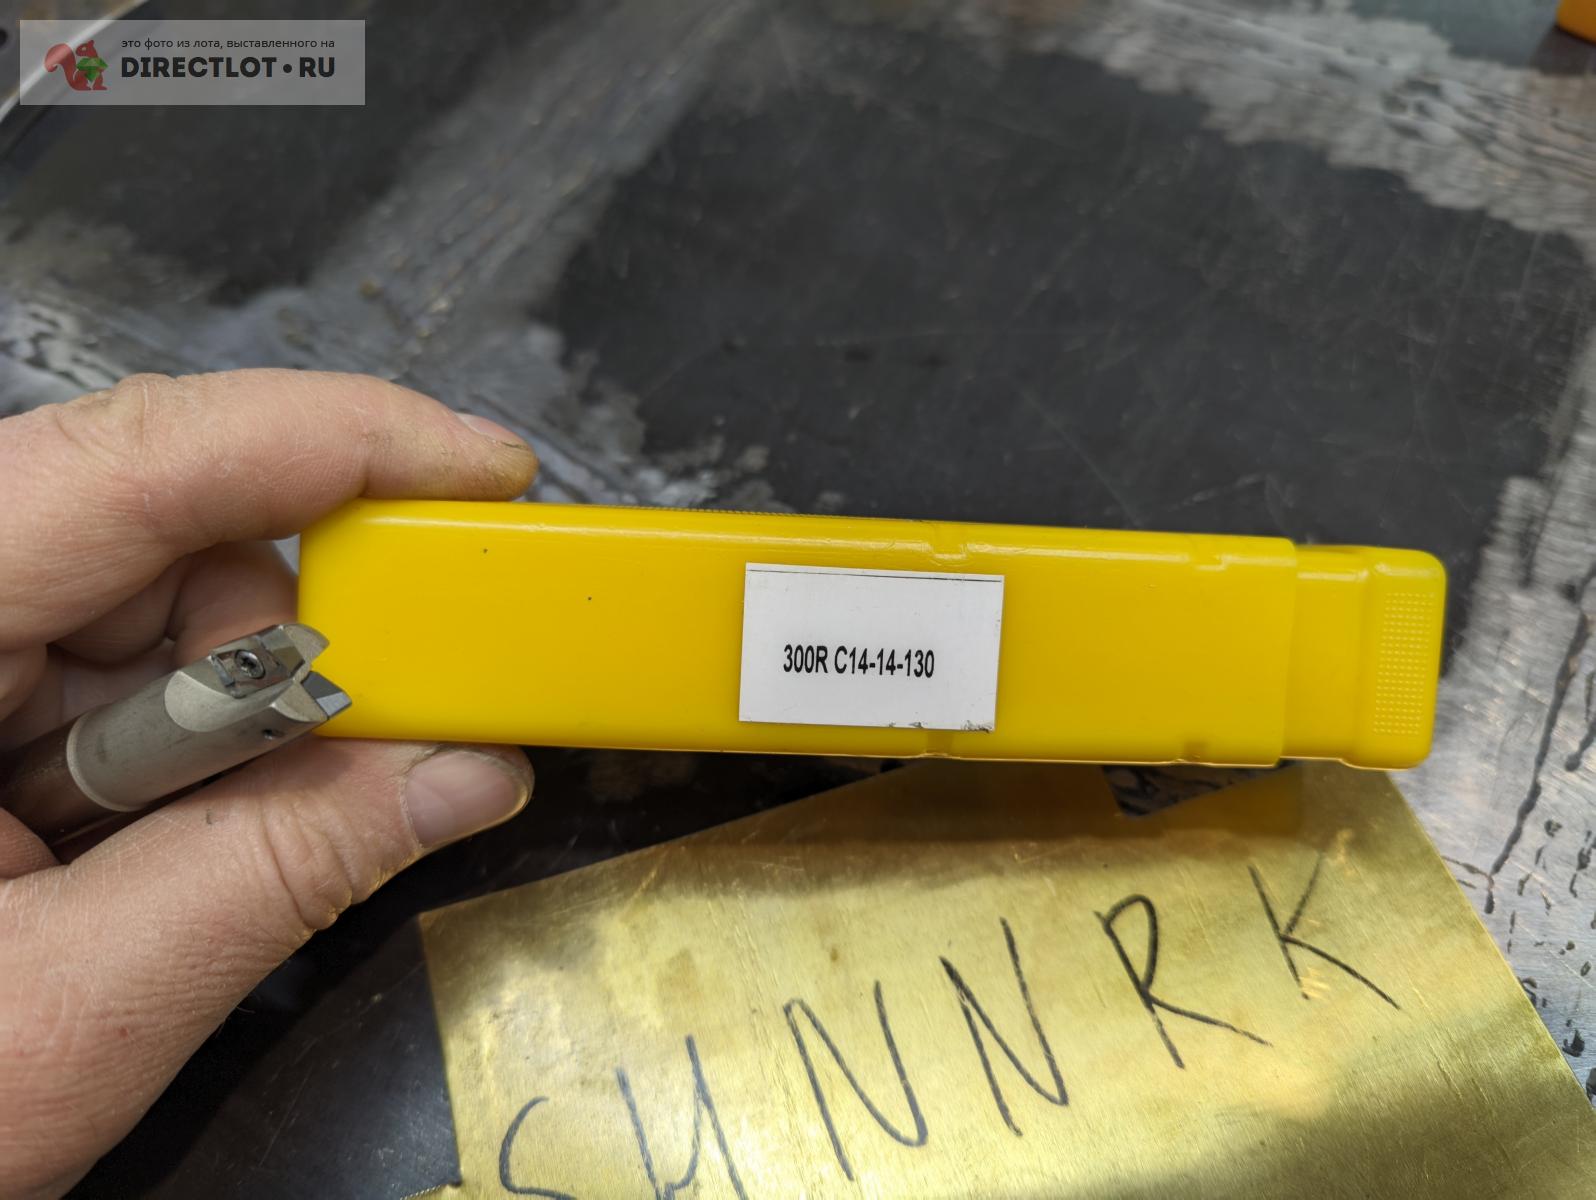 это фото из лота, выставленного на
DIRECTLOT•RU
300R C14-14-130
SHNNRK